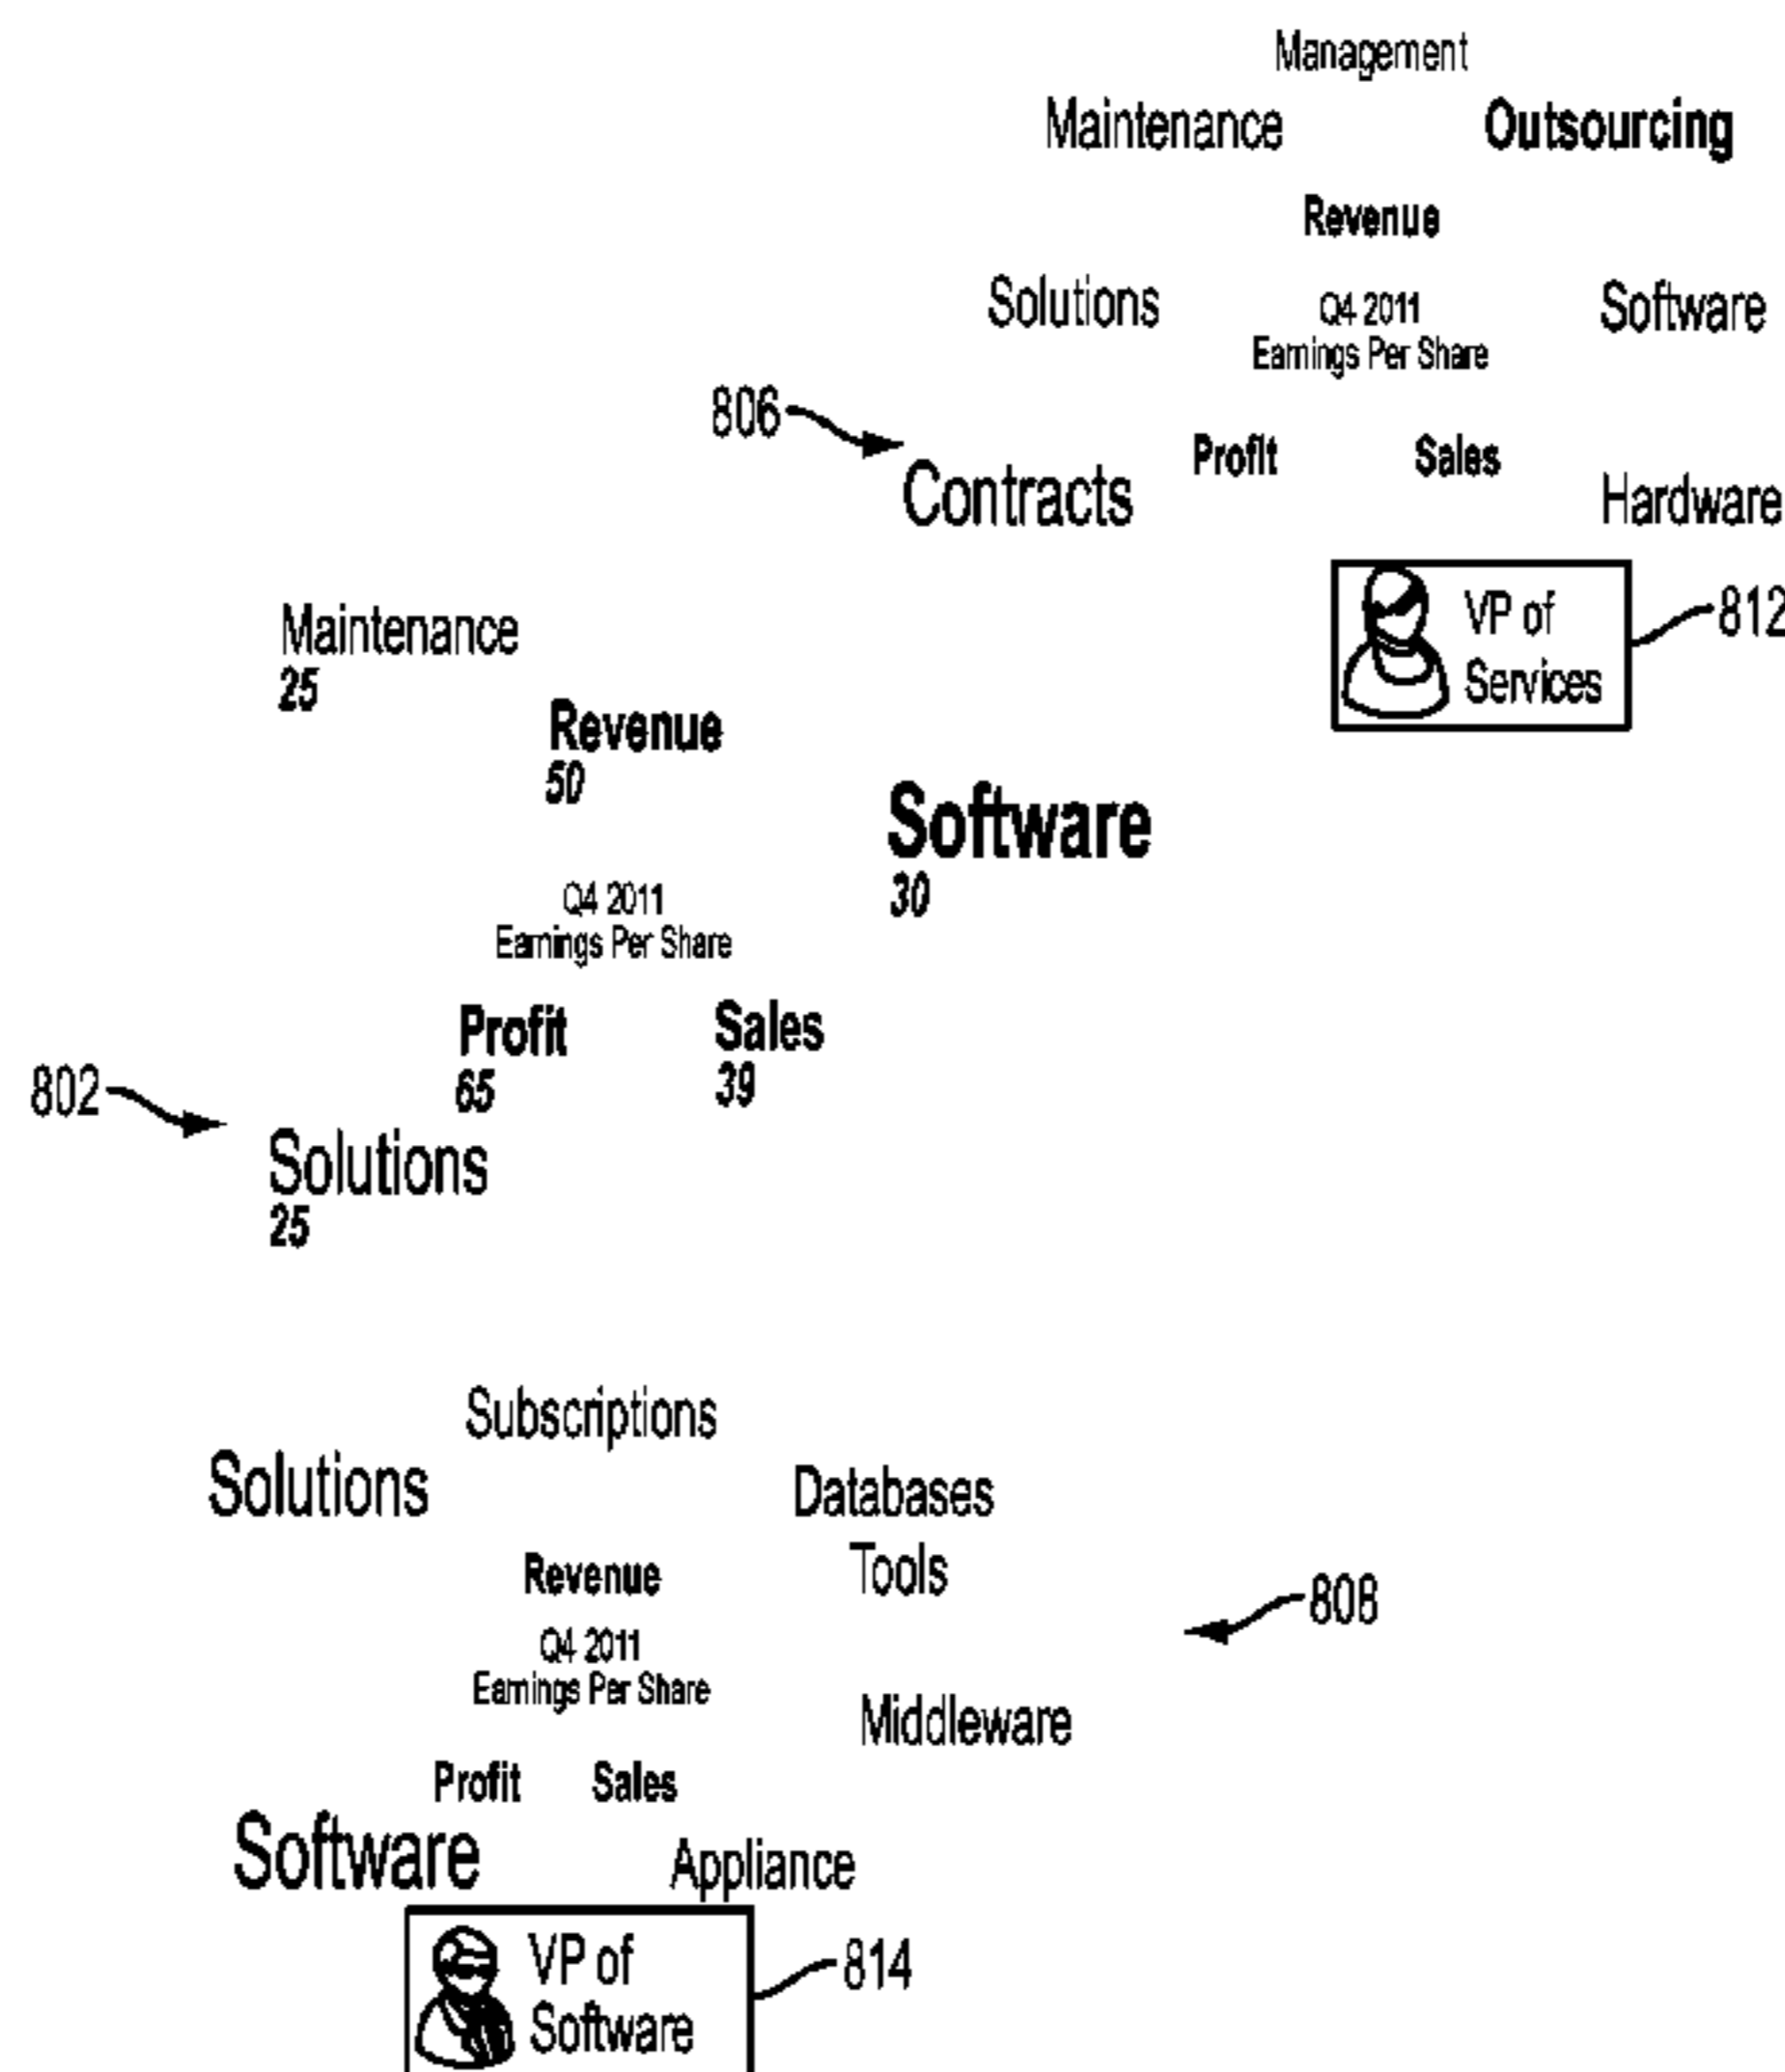 Management
Maintenance
Outsourcing
Revenue
Solutions
Q4 2011
Earnings Per Share
Software
806
Contracts
Profit
Sales
Hardware
VP of
Services
812
Maintenance
25
Revenue
50
Software
30
Q4 2011
Earnings Per Share
Profit
65
Sales
39
802
Solutions
25
Subscriptions
Solutions
Databases
Revenue
Tools
808
Q4 2011
Earnings Per Share
Middleware
Profit
Sales
Software
Appliance
VP of
Software
814